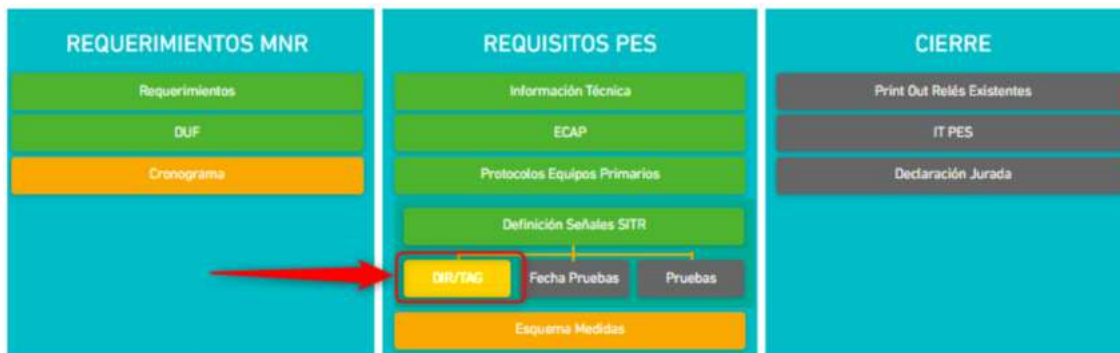 REQUERIMIENTOS MNR
Requerimientos
DUF
Cronograma
REQUISITOS PES
Información Técnica
ECAP
Protocolos Equipos Primarios
Definición Señales SITR
DIR/TAG
Fecha Pruebas
Pruebas
Esquema Medidas
CIERRE
Print Out Relés Existentes
IT PES
Declaración Jurada